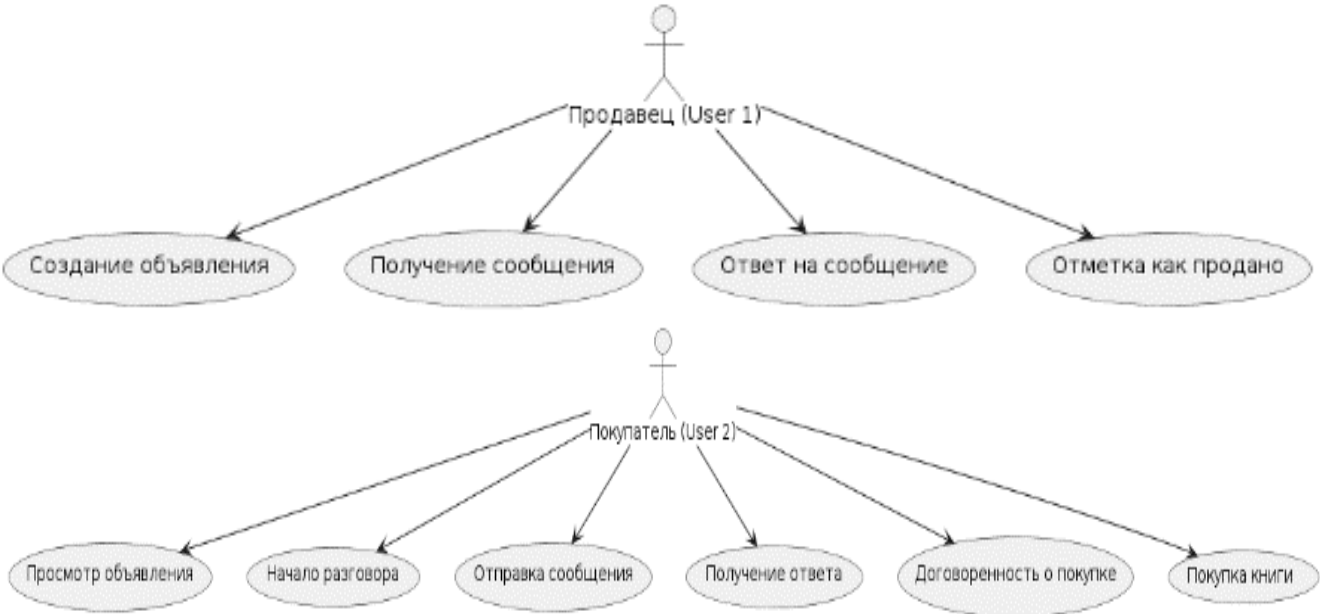 Продавец (User 1)
Создание объявления
Получение сообщения
Ответ на сообщение
Отметка как продано
Покупатель (User 2)
Просмотр объявления
Начало разговора
Отправка сообщения
Получение ответа
Договоренность о покупке
Покупка книги